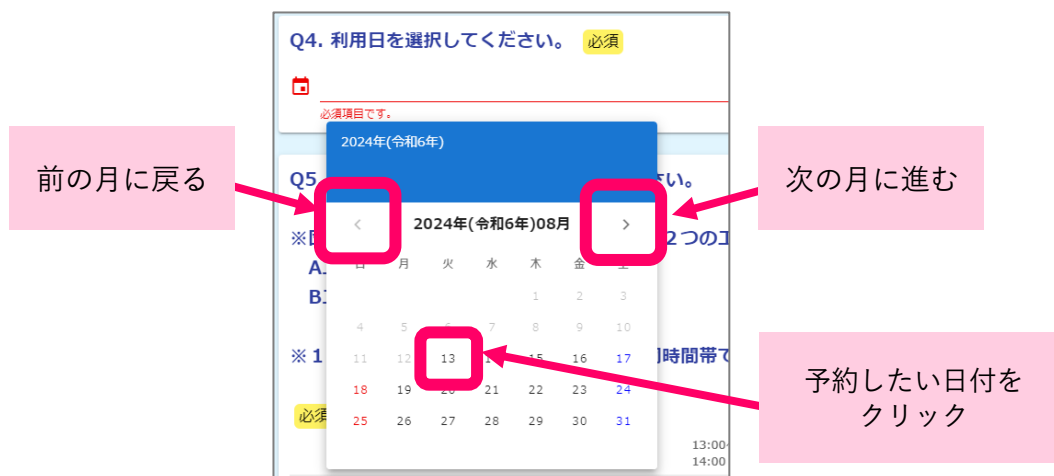 Q4. 利用日を選択してください。 必須
必須項目です。
2024年(令和6年)
前の月に戻る
次の月に進む
Q5
さい。
< 2024年(令和6年)08月 >
２つの
日 月 火 水 木 金 土
A
B
1 2 3
4 5 6 7 8 9 10
※１
11 12 13 15 16 17
時間帯で
18 19 20 21 22 23 24
必須
25 26 27 28 29 30 31
予約したい日付を
クリック
13:00
14:00